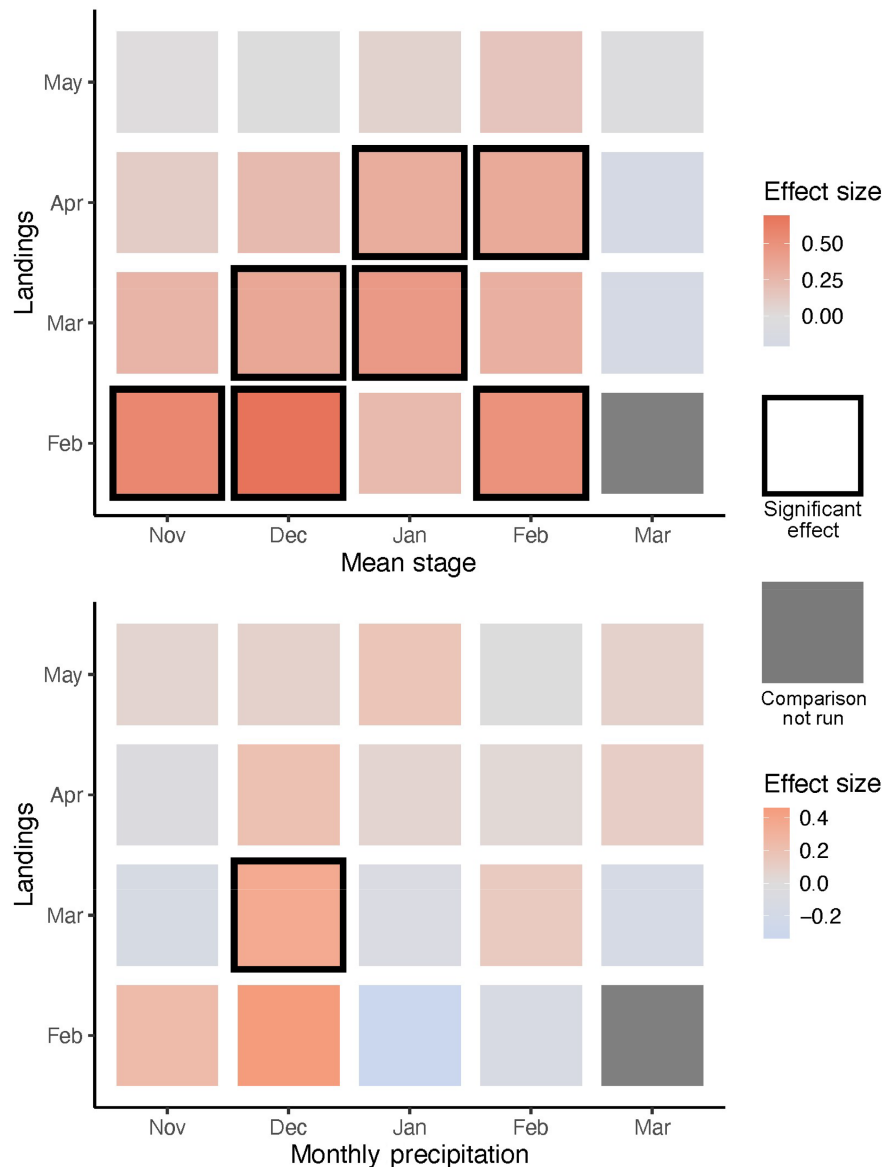 May
Apr
Mar
Feb
Landings
Nov Dec Jan Feb Mar
Mean stage
Effect size
0.50
0.25
0.00
Significant
effect
Comparison
not run
May
Apr
Mar
Feb
Landings
Nov Dec Jan Feb Mar
Monthly precipitation
Effect size
0.4
0.2
0.0
−0.2